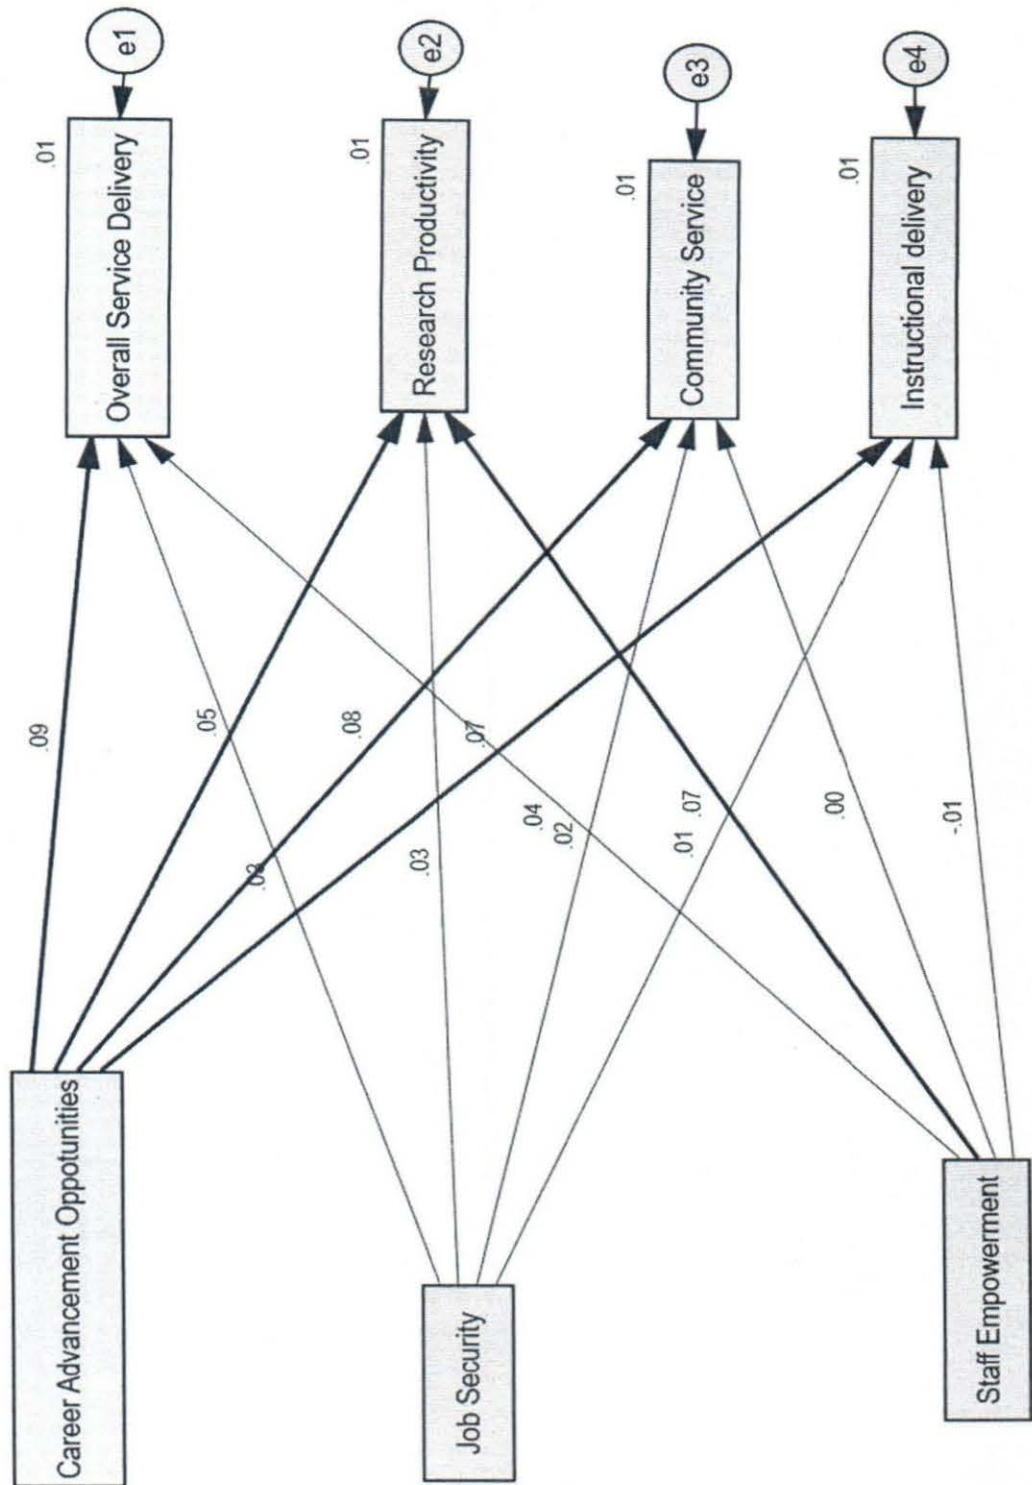 Career Advancement Oppotunities
Job Security
Staff Empowerment
.09
.05
.08
.07
.03
.03
.02
.01
.04
.07
.00
-.01
.01
Overall Service Delivery
e1
.01
Research Productivity
e2
.01
Community Service
e3
.01
Instructional delivery
e4